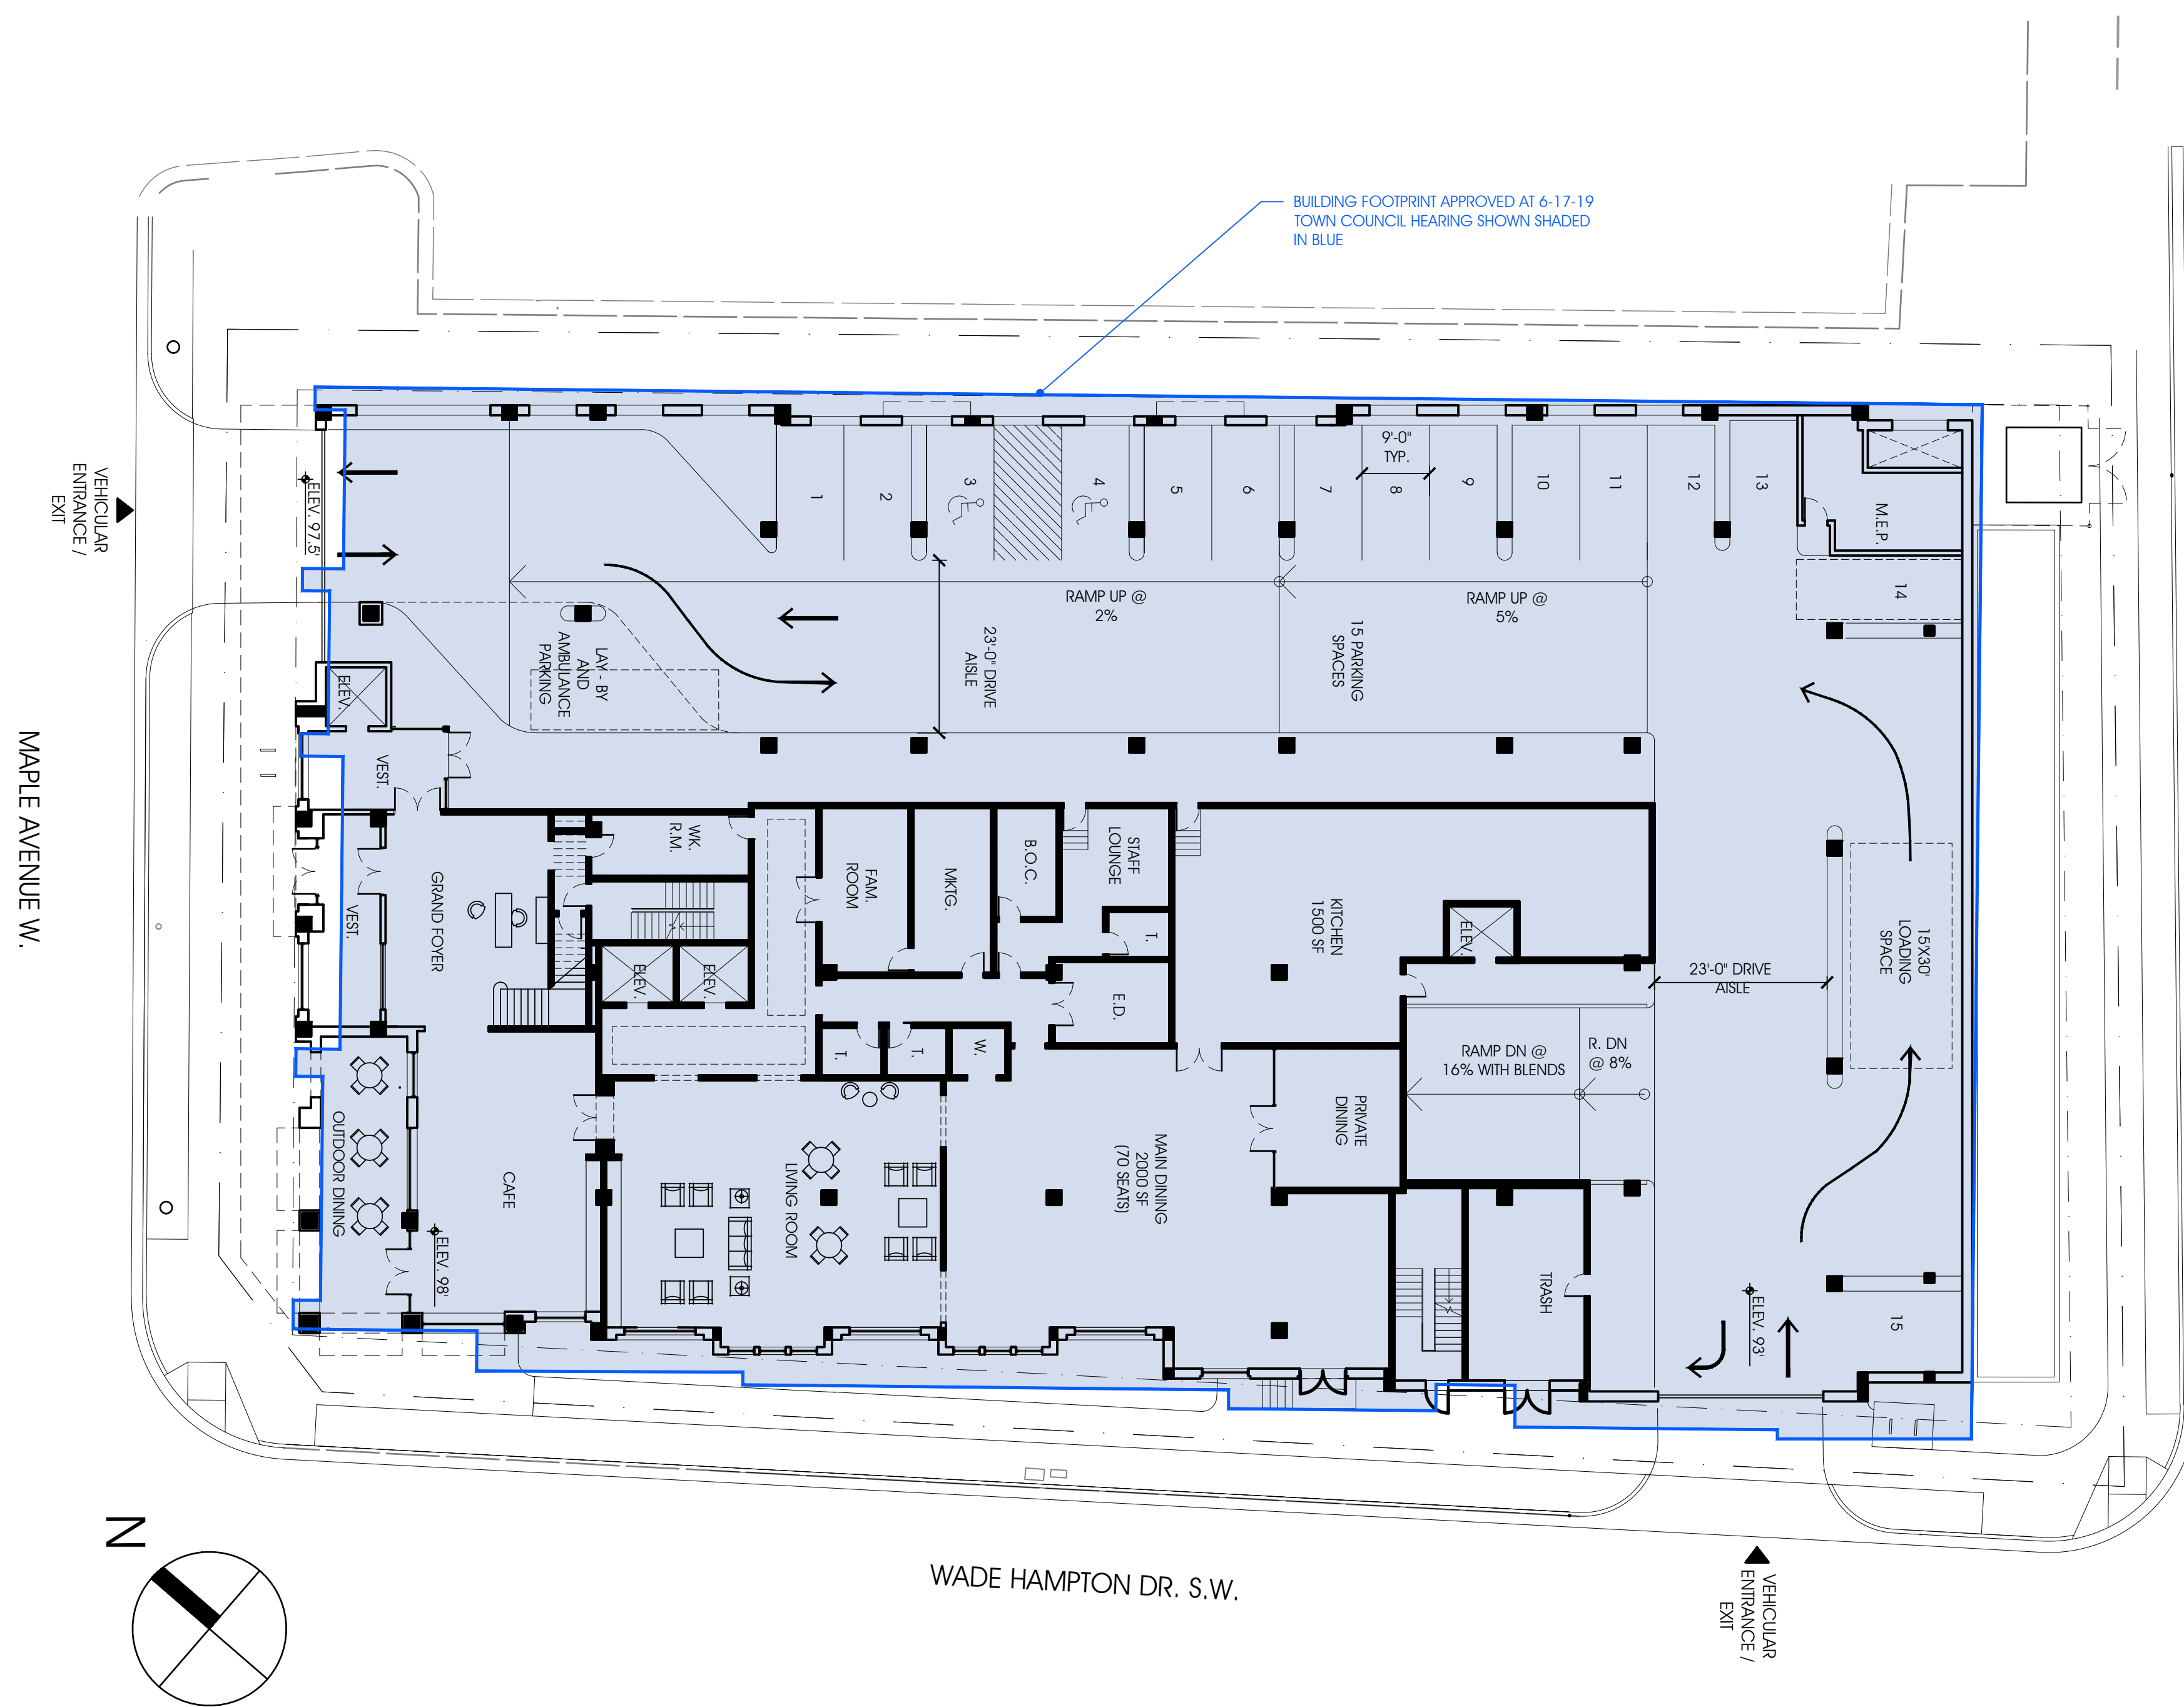 BUILDING FOOTPRINT APPROVED AT 6-17-19
TOWN COUNCIL HEARING SHOWN SHADED
IN BLUE
VEHICULAR
ENTRANCE /
EXIT
ELEV. 97.5'
1
2
3
4
5
6
7
9'-0"
TYP.
8
9
10
11
12
13
M.E.P.
14
RAMP UP @
2%
RAMP UP @
5%
LAY - BY
AND
AMBULANCE
PARKING
23'-0" DRIVE
AISLE
15 PARKING
SPACES
ELEV.
VEST.
MAPLE AVENUE W.
VEST.
GRAND FOYER
WK.
R.M.
ELEV.
ELEV.
FAM.
ROOM
MKTG.
B.O.C.
STAFF
LOUNGE
T.
E.D.
KITCHEN
1500 SF
ELEV.
23'-0" DRIVE
AISLE
15'X30'
LOADING
SPACE
T.
T.
W.
RAMP DN @
16% WITH BLENDS
R. DN
@ 8%
OUTDOOR DINING
CAFE
ELEV. 98'
LIVING ROOM
MAIN DINING
2000 SF
(70 SEATS)
PRIVATE
DINING
TRASH
ELEV. 93'
15
N
WADE HAMPTON DR. S.W.
VEHICULAR
ENTRANCE /
EXIT